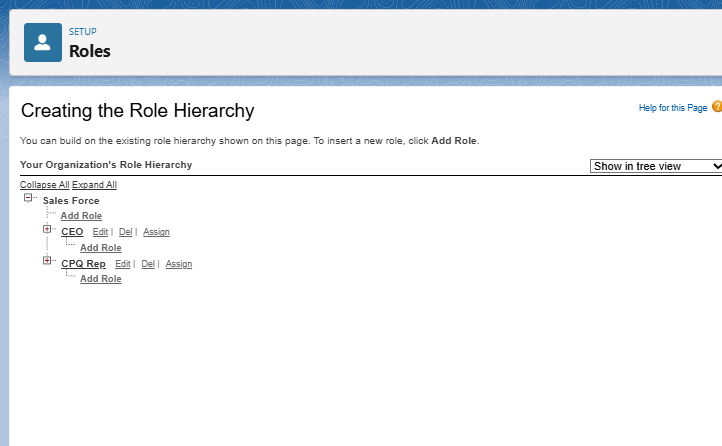 SETUP
Roles
Creating the Role Hierarchy
Help for this Page ?
You can build on the existing role hierarchy shown on this page. To insert a new role, click Add Role.
Your Organization's Role Hierarchy
Show in tree view
Collapse All Expand All
Sales Force
Add Role
CEO Edit | Del | Assign
Add Role
CPQ Rep Edit | Del | Assign
Add Role